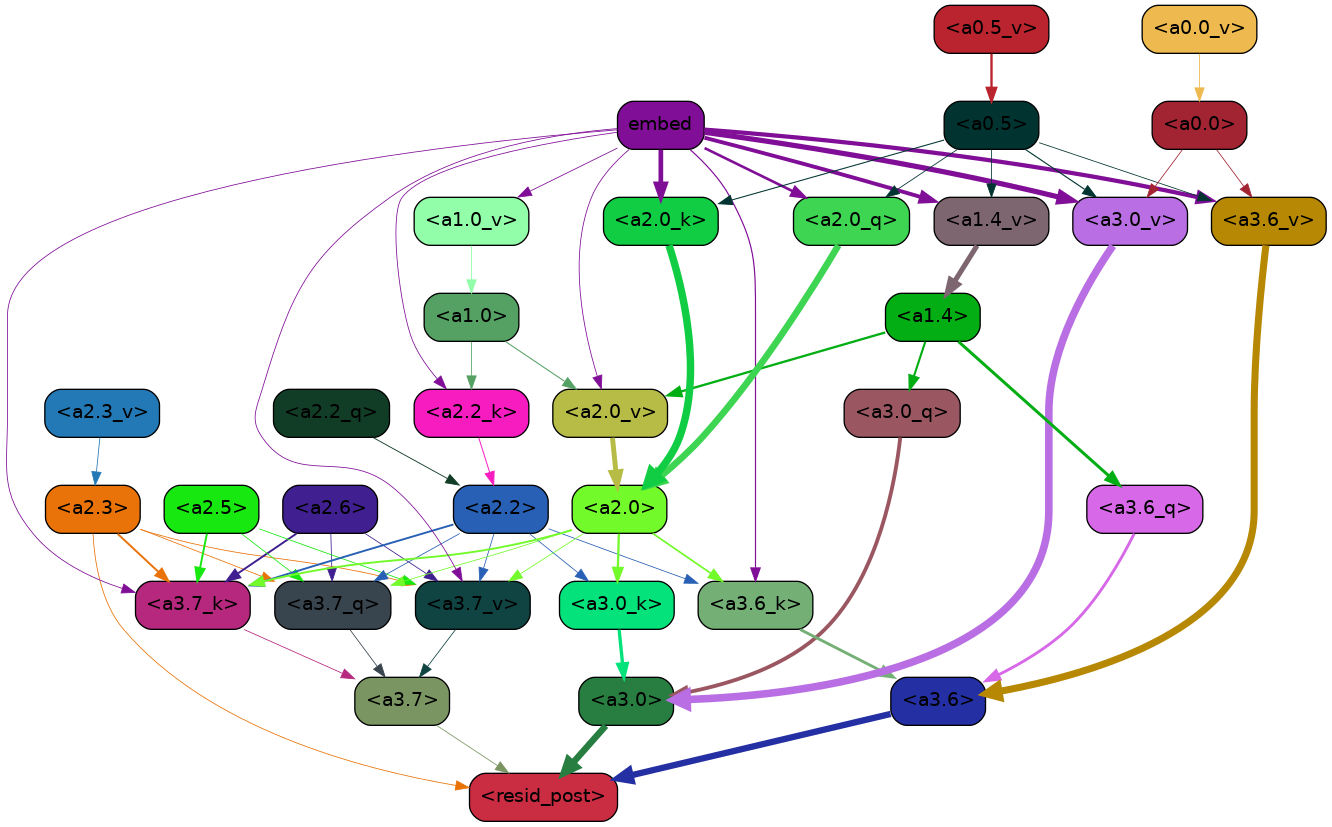 <a0.5_v> <a0.0_v>
embed <a0.5> <a0.0>
<a1.0_v> <a2.0_k> <a2.0_q> <a1.4_v> <a3.0_v> <a3.6_v>
<a1.0> <a1.4>
<a2.3_v> <a2.2_q> <a2.2_k> <a2.0_v> <a3.0_q>
<a2.3> <a2.5> <a2.6> <a2.2> <a2.0> <a3.6_q>
<a3.7_k> <a3.7_q> <a3.7_v> <a3.0_k> <a3.6_k>
<a3.7> <a3.0> <a3.6>
<resid_post>